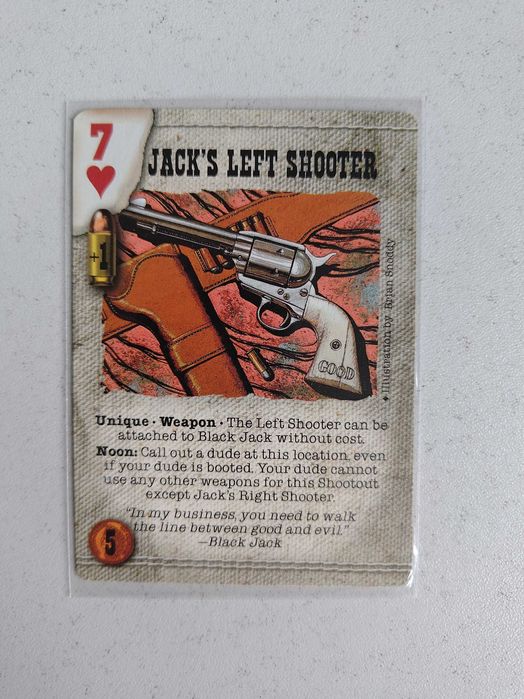 7
JACK'S LEFT SHOOTER
+1
GOOD
Illustration by Brian Snoddy
Unique · Weapon · The Left Shooter can be
attached to Black Jack without cost.
Noon: Call out a dude at this location, even
if your dude is booted. Your dude cannot
use any other weapons for this Shootout
except Jack's Right Shooter.
"In my business, you need to walk
the line between good and evil."
—Black Jack
5